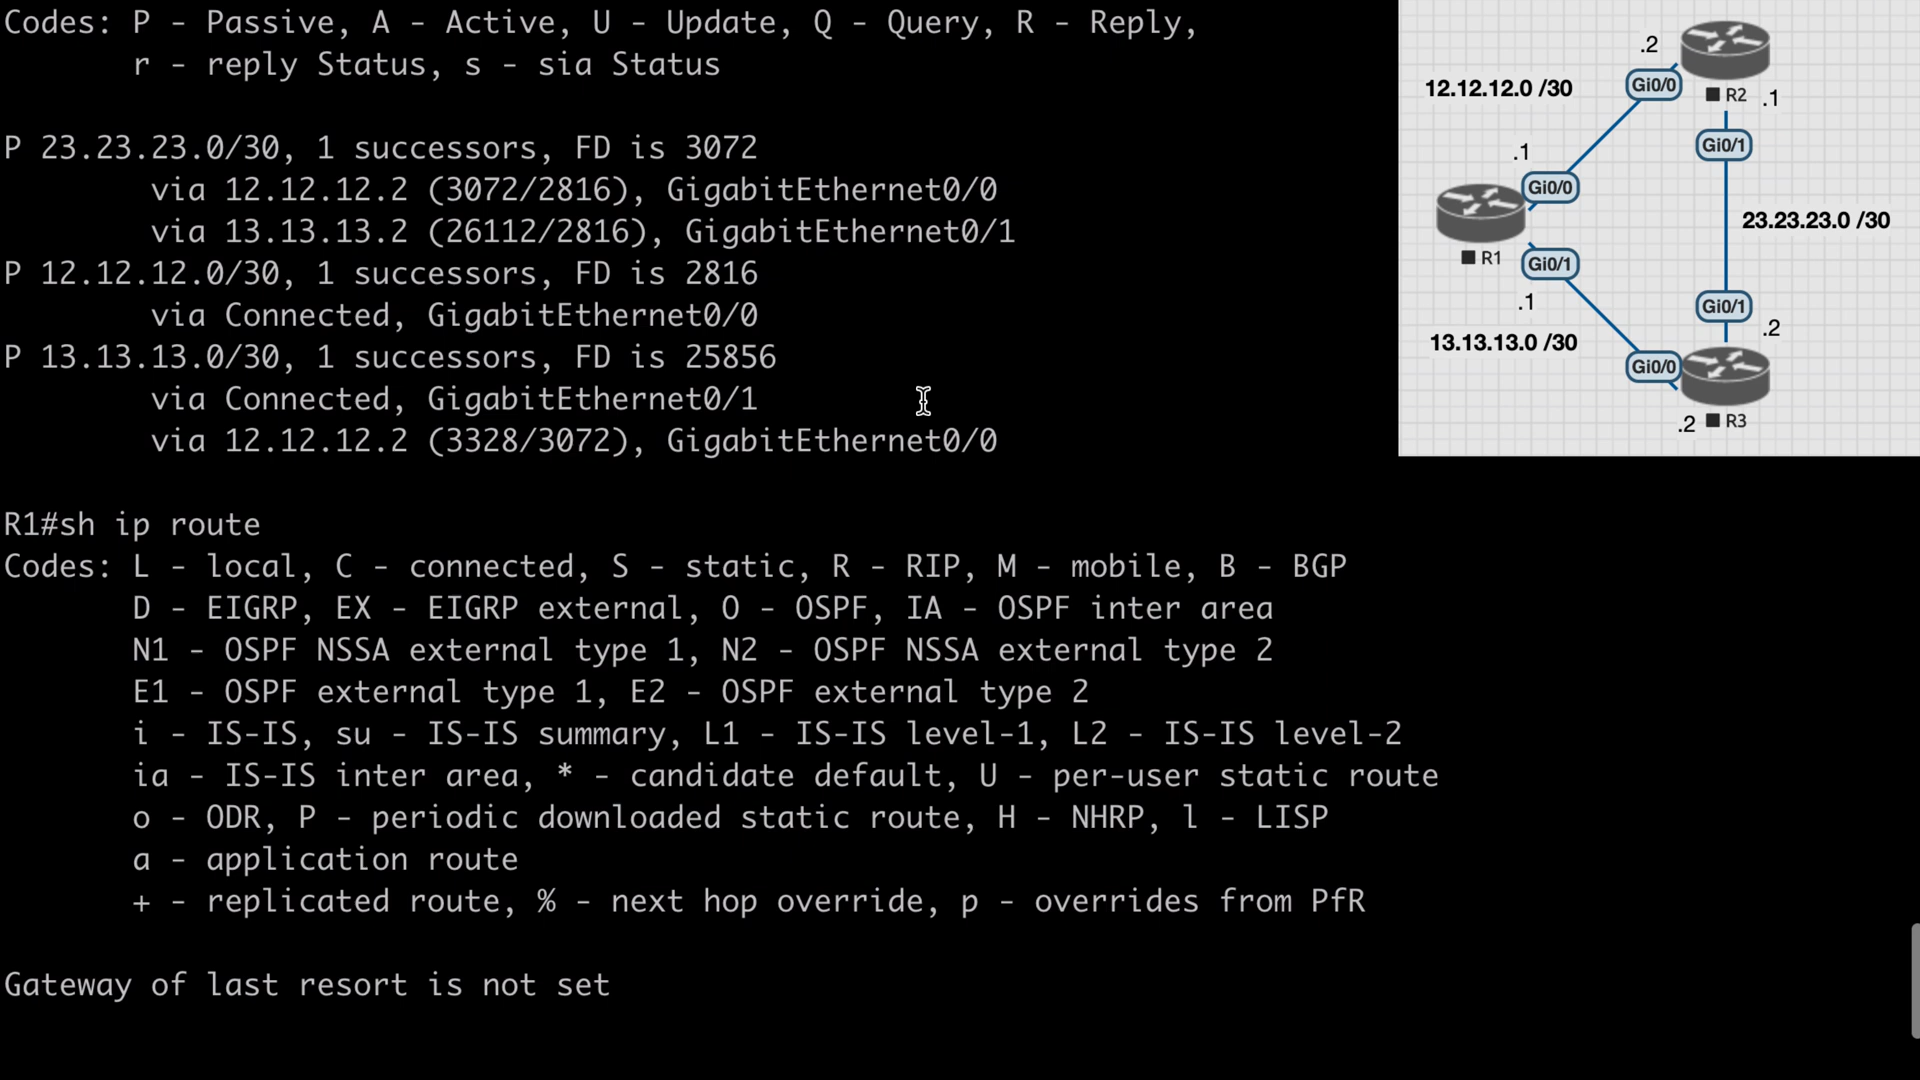 Codes: P - Passive, A - Active, U - Update, Q - Query, R - Reply,
r - reply Status, s - sia Status
P 23.23.23.0/30, 1 successors, FD is 3072
via 12.12.12.2 (3072/2816), GigabitEthernet0/0
via 13.13.13.2 (26112/2816), GigabitEthernet0/1
P 12.12.12.0/30, 1 successors, FD is 2816
via Connected, GigabitEthernet0/0
P 13.13.13.0/30, 1 successors, FD is 25856
via Connected, GigabitEthernet0/1
via 12.12.12.2 (3328/3072), GigabitEthernet0/0
R1#sh ip route
Codes: L - local, C - connected, S - static, R - RIP, M - mobile, B - BGP
D - EIGRP, EX - EIGRP external, O - OSPF, IA - OSPF inter area
N1 - OSPF NSSA external type 1, N2 - OSPF NSSA external type 2
E1 - OSPF external type 1, E2 - OSPF external type 2
i - IS-IS, su - IS-IS summary, L1 - IS-IS level-1, L2 - IS-IS level-2
ia - IS-IS inter area, * - candidate default, U - per-user static route
o - ODR, P - periodic downloaded static route, H - NHRP, l - LISP
a - application route
+ - replicated route, % - next hop override, p - overrides from PfR
Gateway of last resort is not set
.2
12.12.12.0 /30
Gi0/0
R2
.1
Gi0/1
.1
Gi0/0
23.23.23.0 /30
R1
Gi0/1
.1
Gi0/1
.2
13.13.13.0 /30
Gi0/0
.2
R3